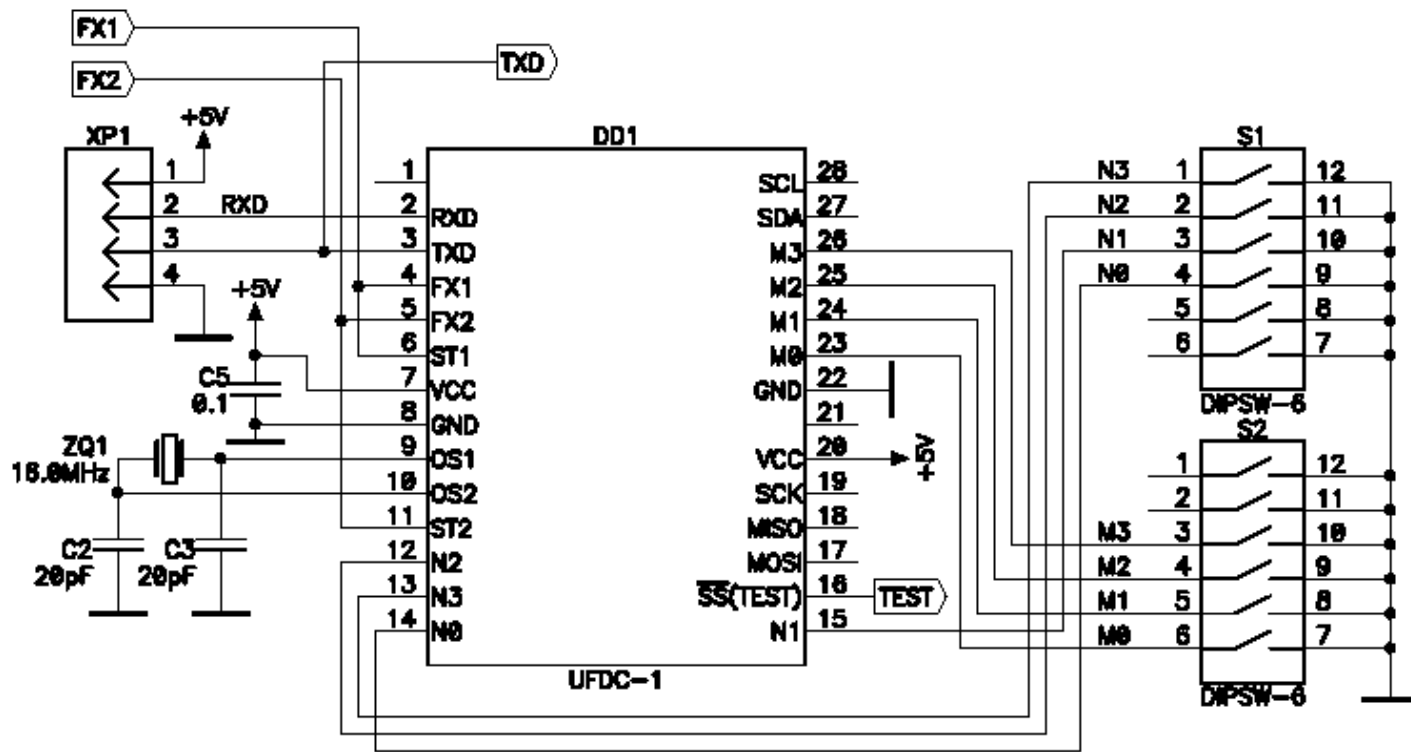 FX1
FX2
TXD
+5V
XP1
1
2
3
4
RXD
+5V
C5
0.1
ZQ1
16.0MHz
C2
20pF
C3
20pF
DD1
1
2 RXD
3 TXD
4 FX1
5 FX2
6 ST1
7 VCC
8 GND
9 OS1
10 OS2
11 ST2
12 N2
13 N3
14 N0
SCL 28
SDA 27
M3 26
M2 25
M1 24
M0 23
GND 22
21
VCC 20
+5V
SCK 19
MISO 18
MOSI 17
SS(TEST) 16
TEST
N1 15
UFDC-1
S1
N3 1 12
N2 2 11
N1 3 10
N0 4 9
5 8
6 7
DIPSW-6
S2
1 12
2 11
M3 3 10
M2 4 9
M1 5 8
M0 6 7
DIPSW-6